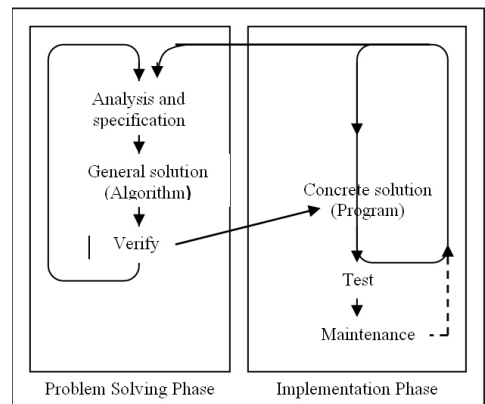 Analysis and
specification
General solution
(Algorithm)
Verify
Concrete solution
(Program)
Test
Maintenance
Problem Solving Phase
Implementation Phase